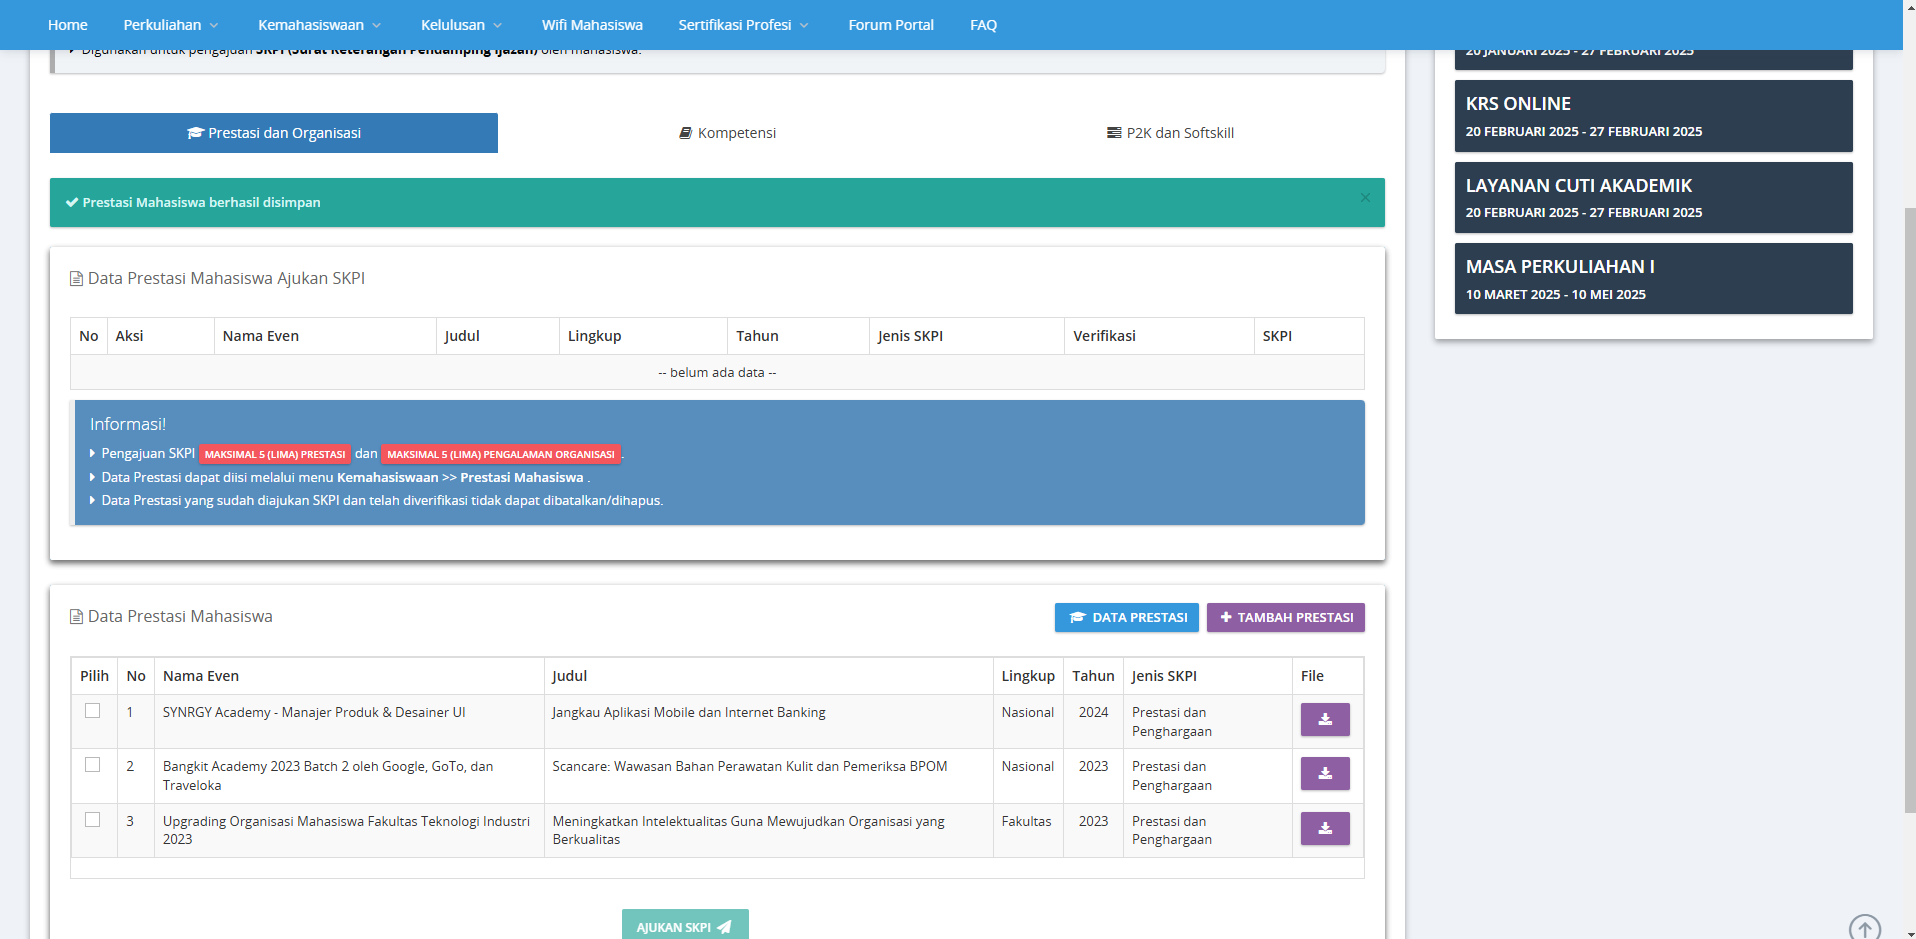 Home Perkuliahan Kemahasiswaan Kelulusan Wifi Mahasiswa Sertifikasi Profesi Forum Portal FAQ
Digunakan untuk pengajuan SKPI (Surat Keterangan Pendamping Ijazah) oleh mahasiswa.
Prestasi dan Organisasi Kompetensi P2K dan Softskill
Prestasi Mahasiswa berhasil disimpan ×
Data Prestasi Mahasiswa Ajukan SKPI
No Aksi Nama Even Judul Lingkup Tahun Jenis SKPI Verifikasi SKPI
-- belum ada data --
Informasi!
Pengajuan SKPI MAKSIMAL 5 (LIMA) PRESTASI dan MAKSIMAL 5 (LIMA) PENGALAMAN ORGANISASI .
Data Prestasi dapat diisi melalui menu Kemahasiswaan >> Prestasi Mahasiswa .
Data Prestasi yang sudah diajukan SKPI dan telah diverifikasi tidak dapat dibatalkan/dihapus.
Data Prestasi Mahasiswa DATA PRESTASI TAMBAH PRESTASI
Pilih No Nama Even Judul Lingkup Tahun Jenis SKPI File
1 SYNRGY Academy - Manajer Produk & Desainer UI Jangkau Aplikasi Mobile dan Internet Banking Nasional 2024 Prestasi dan
Penghargaan
2 Bangkit Academy 2023 Batch 2 oleh Google, GoTo, dan Scancare: Wawasan Bahan Perawatan Kulit dan Pemeriksa BPOM Nasional 2023 Prestasi dan
Traveloka Penghargaan
3 Upgrading Organisasi Mahasiswa Fakultas Teknologi Industri Meningkatkan Intelektualitas Guna Mewujudkan Organisasi yang Fakultas 2023 Prestasi dan
2023 Berkualitas Penghargaan
AJUKAN SKPI
20 JANUARI 2025 - 27 FEBRUARI 2025
KRS ONLINE
20 FEBRUARI 2025 - 27 FEBRUARI 2025
LAYANAN CUTI AKADEMIK
20 FEBRUARI 2025 - 27 FEBRUARI 2025
MASA PERKULIAHAN I
10 MARET 2025 - 10 MEI 2025